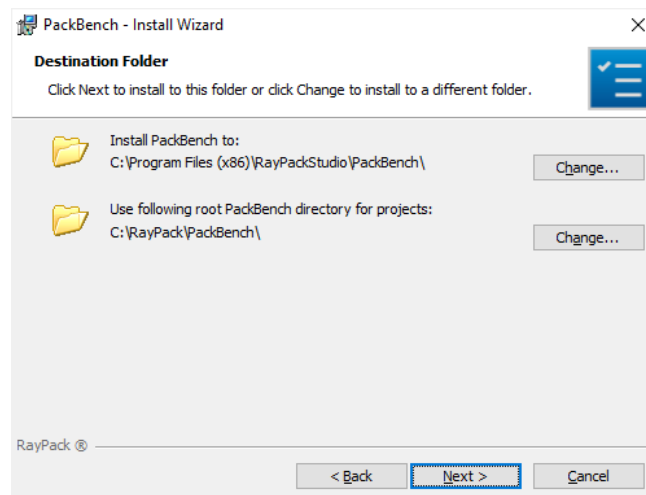 PackBench - Install Wizard
Destination Folder
Click Next to install to this folder or click Change to install to a different folder.
Install PackBench to:
C:\Program Files (x86)\RayPackStudio\PackBench\
Change...
Use following root PackBench directory for projects:
C:\RayPack\PackBench\
Change...
RayPack ®
< Back Next > Cancel